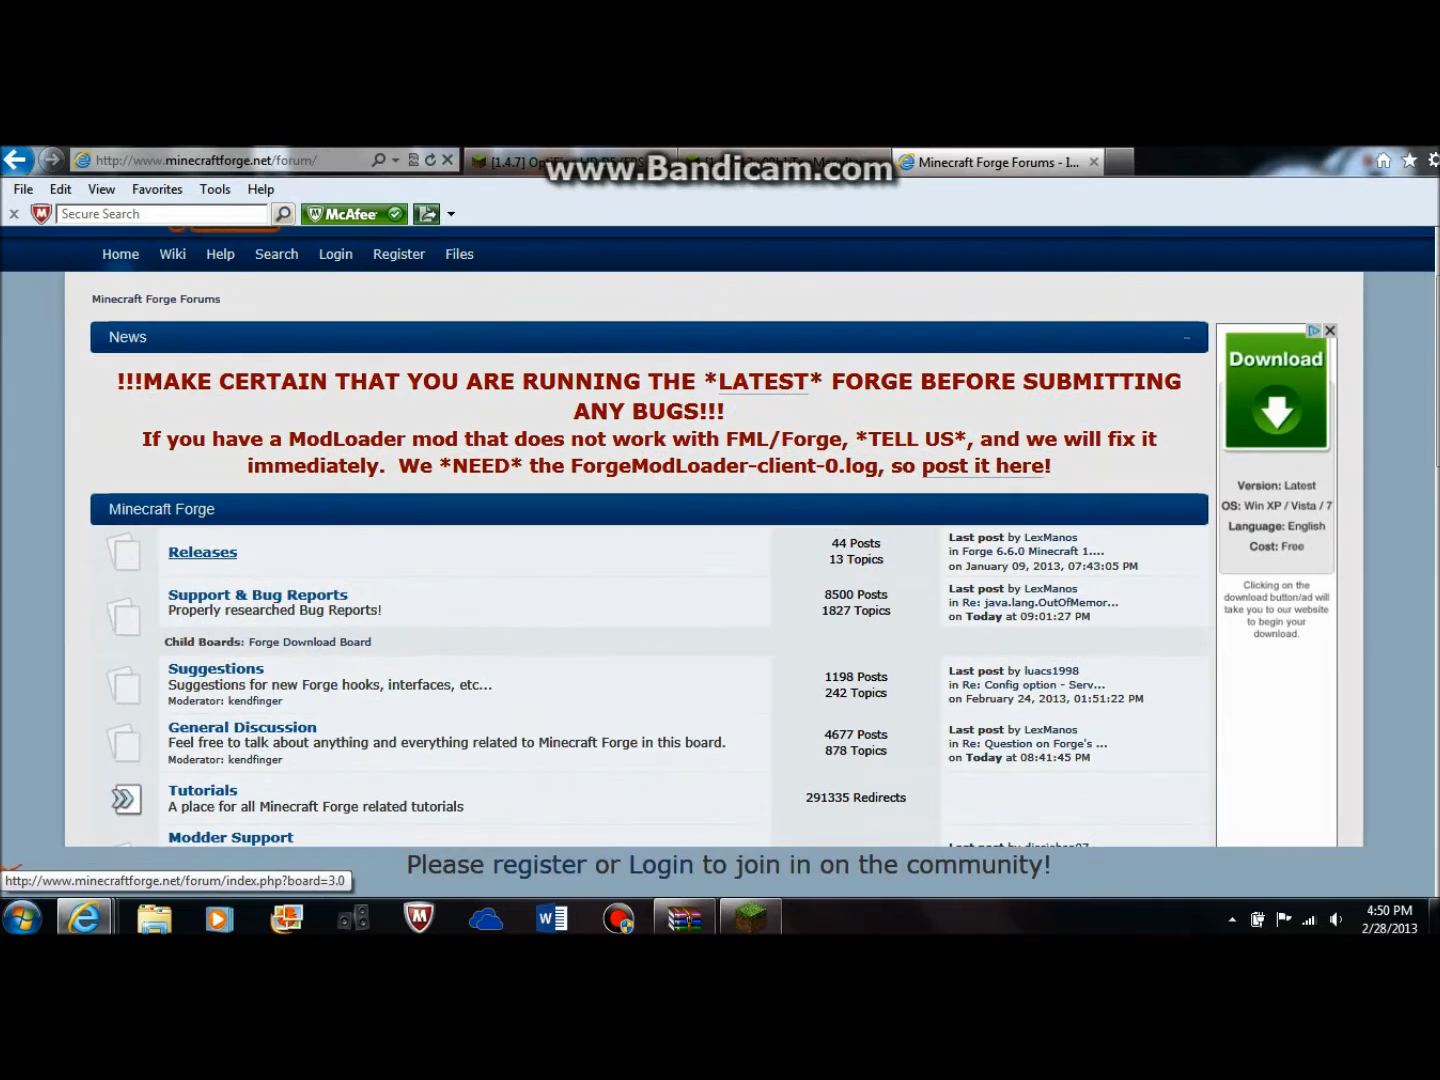 http://www.minecraftforge.net/forum/
[1.4.7] Opti
Minecraft Forge Forums - I...
www.Bandicam.com
File Edit View Favorites Tools Help
Secure Search
McAfee
Home Wiki Help Search Login Register Files
Minecraft Forge Forums
News
!!!MAKE CERTAIN THAT YOU ARE RUNNING THE *LATEST* FORGE BEFORE SUBMITTING
ANY BUGS!!!
If you have a ModLoader mod that does not work with FML/Forge, *TELL US*, and we will fix it
immediately. We *NEED* the ForgeModLoader-client-0.log, so post it here!
Download
Version: Latest
OS: Win XP / Vista / 7
Language: English
Cost: Free
Clicking on the
download button/ad will
take you to our website
to begin your
download.
Minecraft Forge
Releases
44 Posts
13 Topics
Last post by LexManos
in Forge 6.6.0 Minecraft 1....
on January 09, 2013, 07:43:05 PM
Support & Bug Reports
Properly researched Bug Reports!
8500 Posts
1827 Topics
Last post by LexManos
in Re: java.lang.OutOfMemor...
on Today at 09:01:27 PM
Child Boards: Forge Download Board
Suggestions
Suggestions for new Forge hooks, interfaces, etc...
Moderator: kendfinger
1198 Posts
242 Topics
Last post by luacs1998
in Re: Config option - Serv...
on February 24, 2013, 01:51:22 PM
General Discussion
Feel free to talk about anything and everything related to Minecraft Forge in this board.
Moderator: kendfinger
4677 Posts
878 Topics
Last post by LexManos
in Re: Question on Forge's ...
on Today at 08:41:45 PM
Tutorials
A place for all Minecraft Forge related tutorials
291335 Redirects
Modder Support
Please register or Login to join in on the community!
http://www.minecraftforge.net/forum/index.php?board=3.0
4:50 PM
2/28/2013